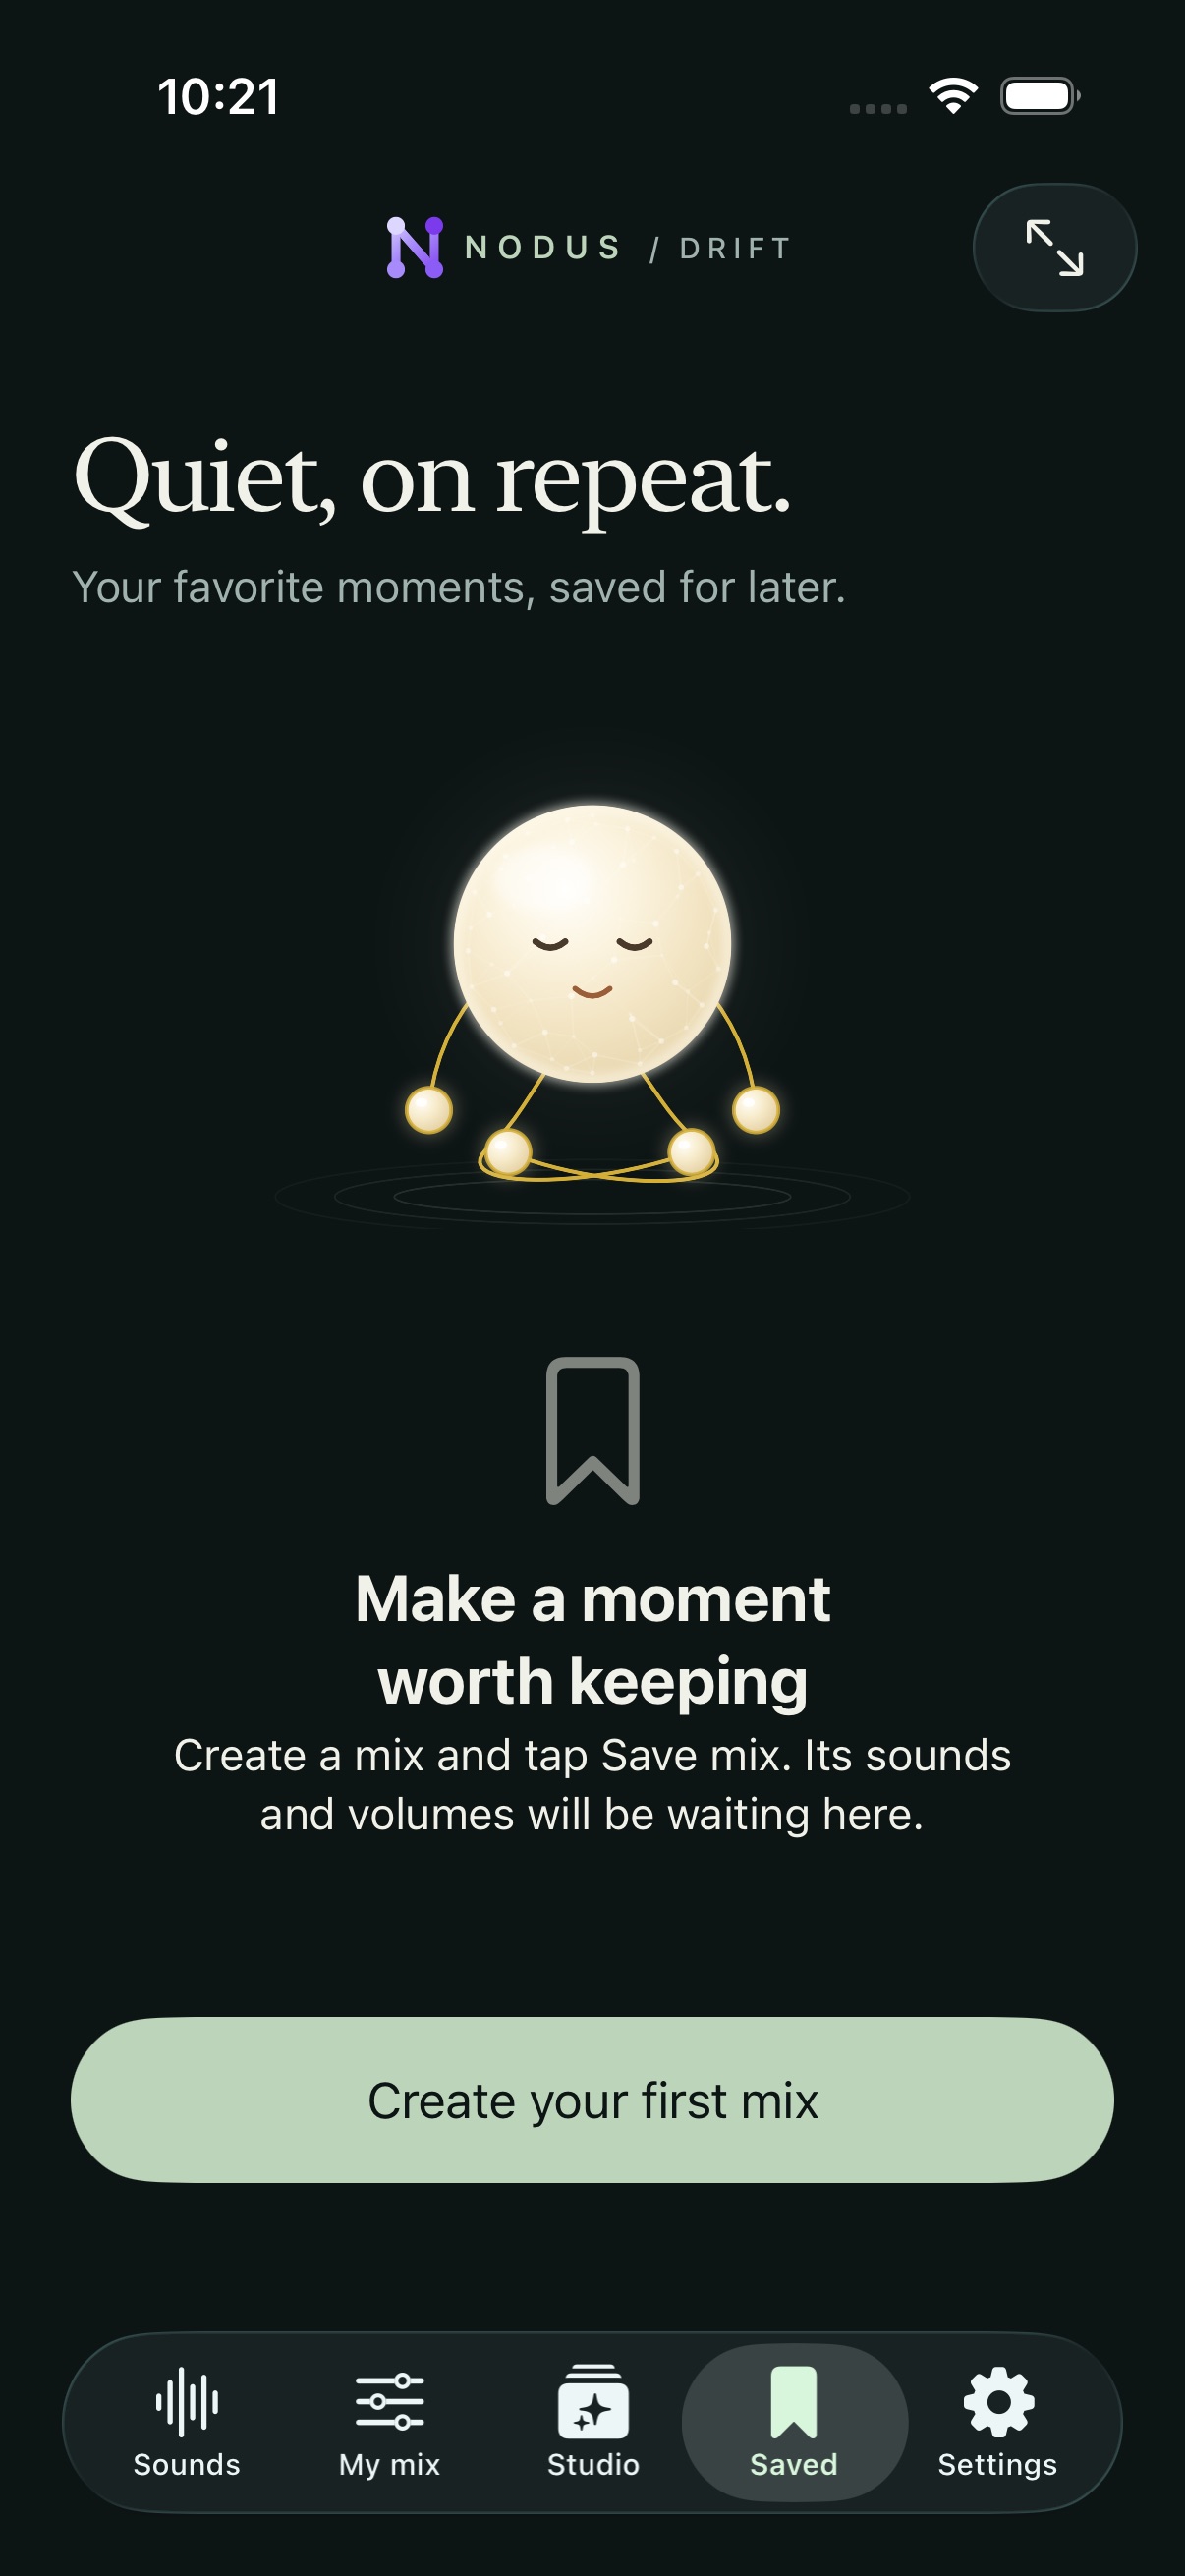 10:21
NODUS / DRIFT
Quiet, on repeat.
Your favorite moments, saved for later.
Make a moment
worth keeping
Create a mix and tap Save mix. Its sounds
and volumes will be waiting here.
Create your first mix
Sounds
My mix
Studio
Saved
Settings